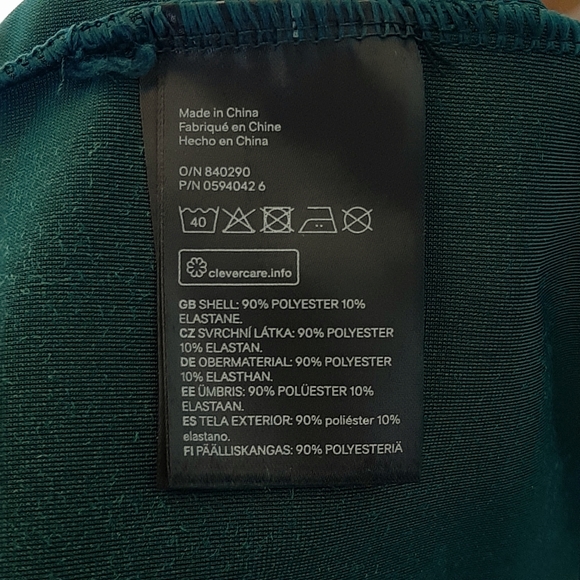 Made in China
Fabriqué en Chine
Hecho en China
O/N 840290
P/N 0594042 6
40
clevercare.info
GB SHELL: 90% POLYESTER 10%
ELASTANE.
CZ SVRCHNÍ LÁTKA: 90% POLYESTER
10% ELASTAN.
DE OBERMATERIAL: 90% POLYESTER
10% ELASTHAN.
EE ÜMBRIS: 90% POLÜESTER 10%
ELASTAAN.
ES TELA EXTERIOR: 90% poliéster 10%
elastano.
FI PÄÄLLISKANGAS: 90% POLYESTERIÄ